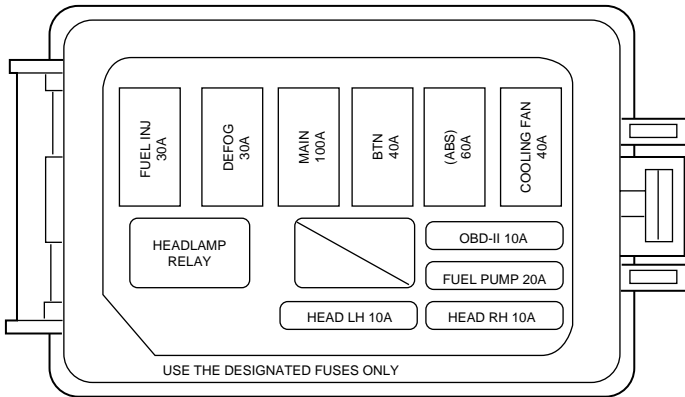 FUEL INJ
30A
DEFOG
30A
MAIN
100A
BTN
40A
(ABS)
60A
COOLING FAN
40A
HEADLAMP
RELAY
OBD-II 10A
FUEL PUMP 20A
HEAD LH 10A
HEAD RH 10A
USE THE DESIGNATED FUSES ONLY